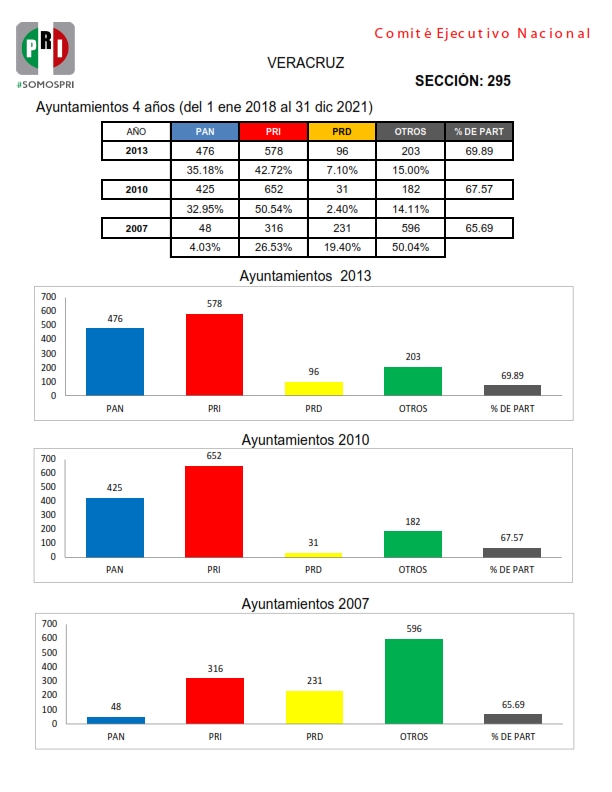 Comité Ejecutivo Nacional
PRI
#SOMOSPRI
VERACRUZ
SECCIÓN: 295
Ayuntamientos 4 años (del 1 ene 2018 al 31 dic 2021)
AÑO PAN PRI PRD OTROS % DE PART
2013 476 578 96 203 69.89
35.18% 42.72% 7.10% 15.00%
2010 425 652 31 182 67.57
32.95% 50.54% 2.40% 14.11%
2007 48 316 231 596 65.69
4.03% 26.53% 19.40% 50.04%
Ayuntamientos 2013
700
600
500
400
300
200
100
0
476 578 96 203 69.89
PAN PRI PRD OTROS % DE PART
Ayuntamientos 2010
700
600
500
400
300
200
100
0
425 652 31 182 67.57
PAN PRI PRD OTROS % DE PART
Ayuntamientos 2007
700
600
500
400
300
200
100
0
48 316 231 596 65.69
PAN PRI PRD OTROS % DE PART